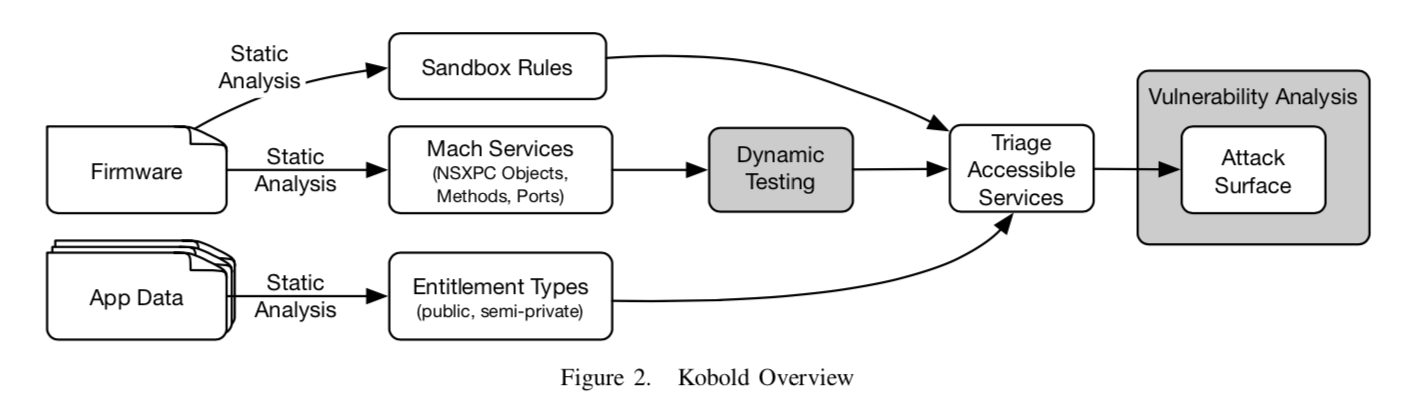 Static
Analysis
Sandbox Rules
Vulnerability Analysis
Firmware
Static
Analysis
Mach Services
(NSXPC Objects,
Methods, Ports)
Dynamic
Testing
Triage
Accessible
Services
Attack
Surface
App Data
Static
Analysis
Entitlement Types
(public, semi-private)
Figure 2. Kobold Overview